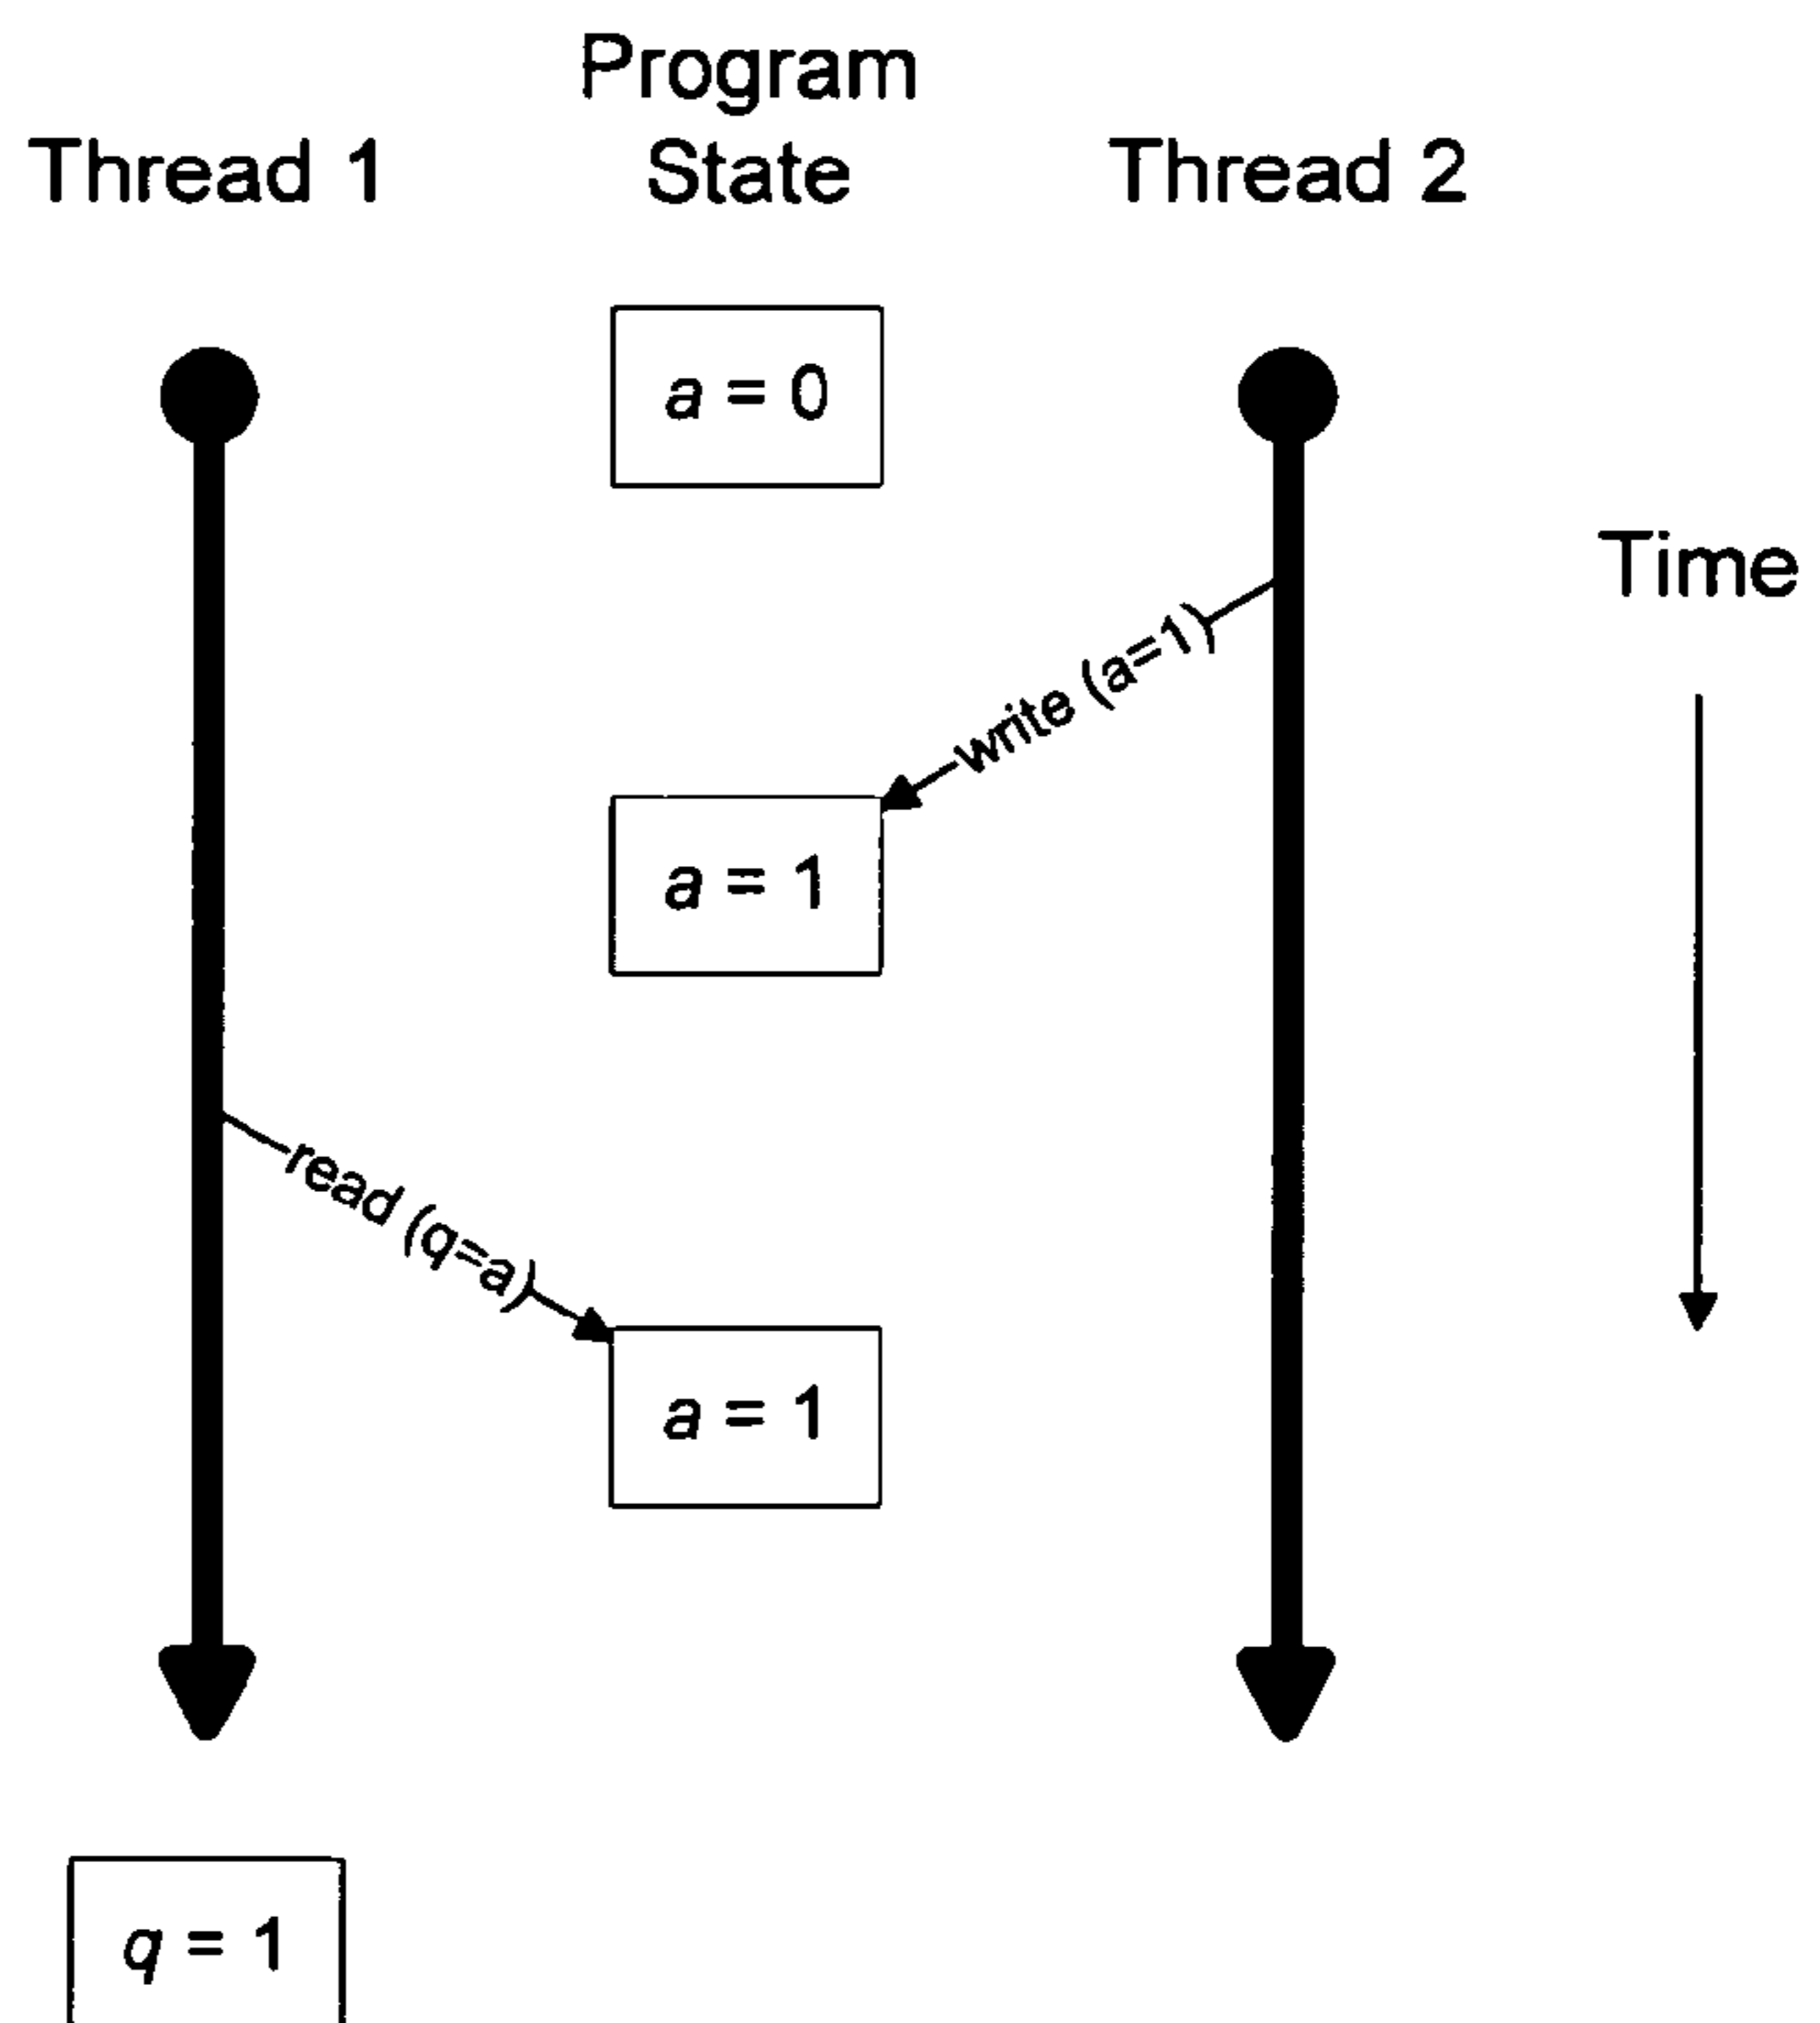 Program
Thread 1 State Thread 2
a = 0
Time
write (a=1)
a = 1
read (q=a)
a = 1
q = 1